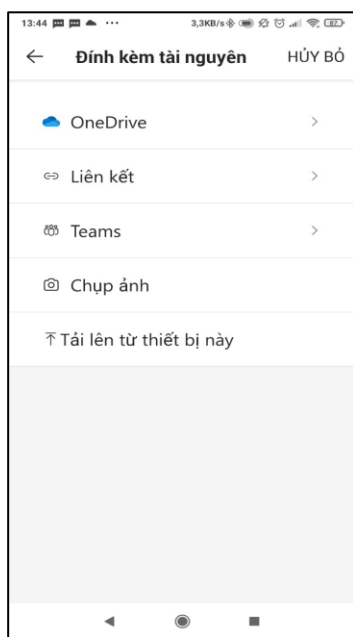 13:44 ... 3,3KB/s 87
Đính kèm tài nguyên HỦY BỎ
OneDrive
Liên kết
Teams
Chụp ảnh
Tải lên từ thiết bị này